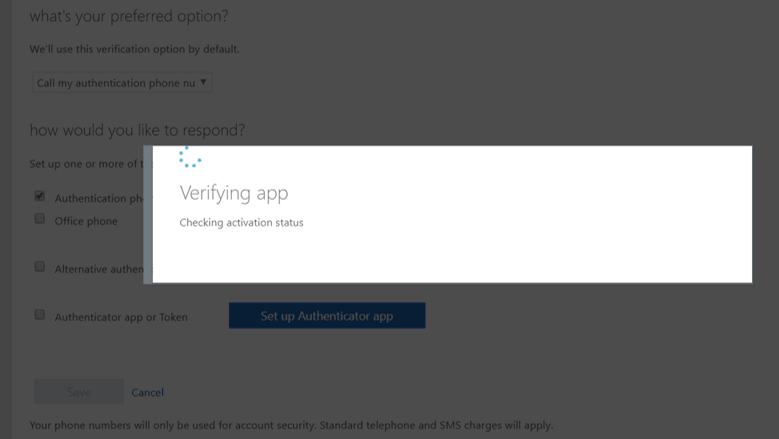 what's your preferred option?
We'll use this verification option by default.
Call my authentication phone nu
how would you like to respond?
Set up one or more of
Verifying app
Checking activation status
Authentication ph
Office phone
Alternative authen
Authenticator app or Token
Set up Authenticator app
Save
Cancel
Your phone numbers will only be used for account security. Standard telephone and SMS charges will apply.